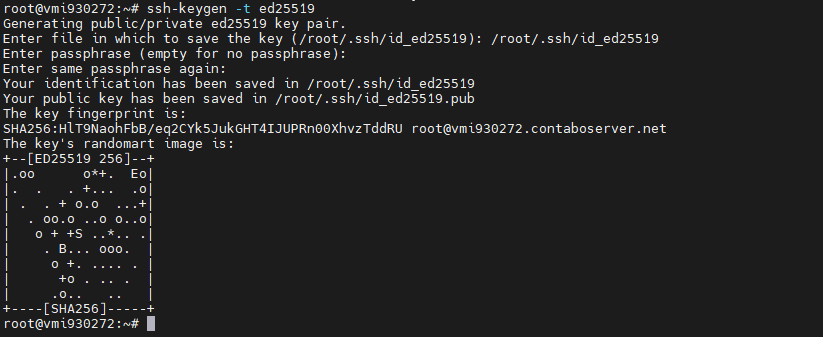 root@vmi930272:~# ssh-keygen -t ed25519
Generating public/private ed25519 key pair.
Enter file in which to save the key (/root/.ssh/id_ed25519): /root/.ssh/id_ed25519
Enter passphrase (empty for no passphrase):
Enter same passphrase again:
Your identification has been saved in /root/.ssh/id_ed25519
Your public key has been saved in /root/.ssh/id_ed25519.pub
The key fingerprint is:
SHA256:HlT9NaohFbB/eq2CYk5JukGHT4IJUPRn00XhvzTddRU root@vmi930272.contaboserver.net
The key's randomart image is:
+--[ED25519 256]--+
|.oo      o*+.  Eo|
|.  .   . +...  .o|
| .  . + o.o  ...+|
|  . oo.o ..o o..o|
|   o + +S ..*.. .|
|    . B... ooo.  |
|     o +. ..... .|
|      +o . .. .  |
|     .o..   ..   |
+----[SHA256]-----+
root@vmi930272:~#